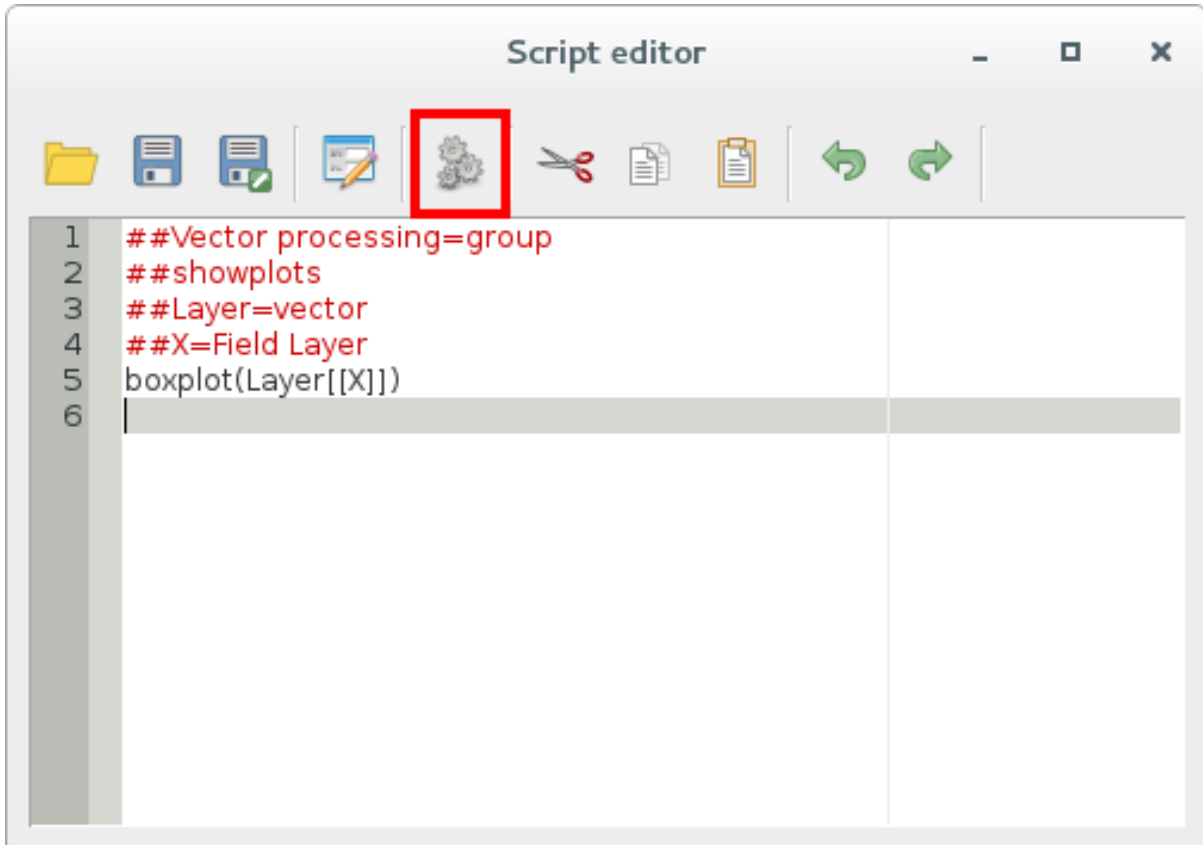 Script editor
1 ##Vector processing=group
2 ##showplots
3 ##Layer=vector
4 ##X=Field Layer
5 boxplot(Layer[[X]])
6